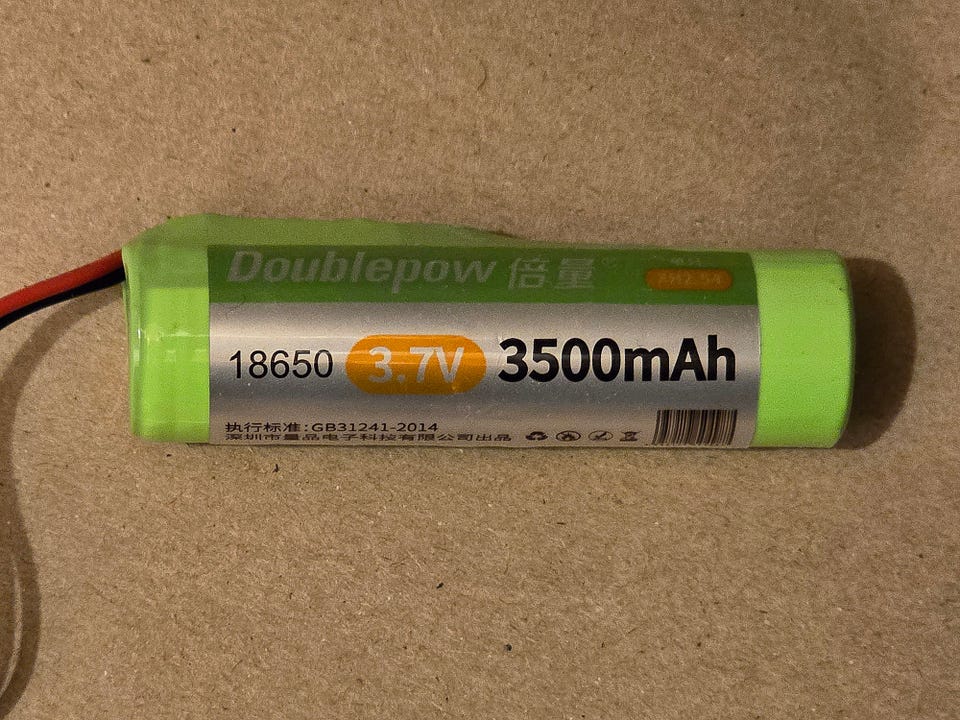 Doublepow 倍量
18650 3.7V 3500mAh
执行标准:GB31241-2014
深圳市量品电子科技有限公司出品